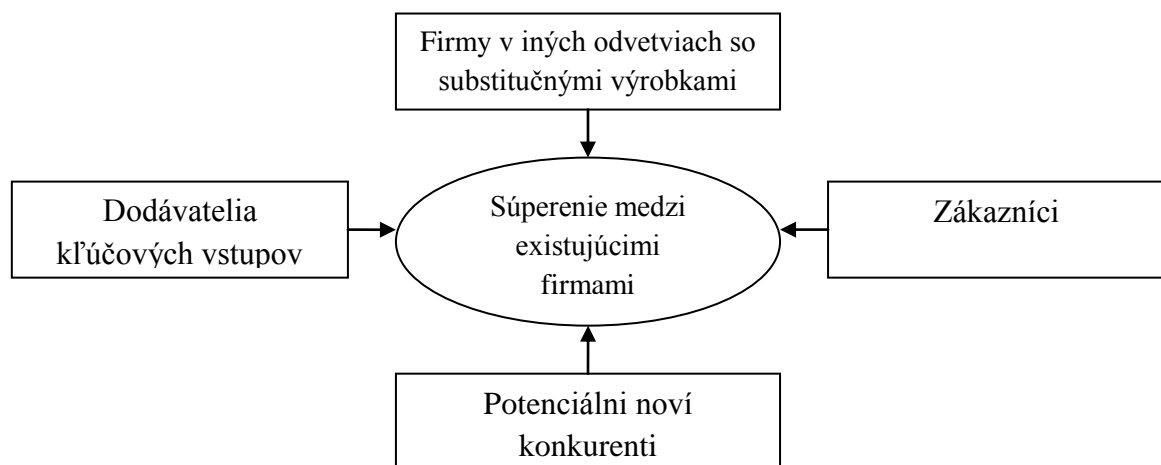 Firmy v iných odvetviach so
substitučnými výrobkami
Dodávatelia
kľúčových vstupov
Súperenie medzi
existujúcimi
firmami
Zákazníci
Potenciálni noví
konkurenti